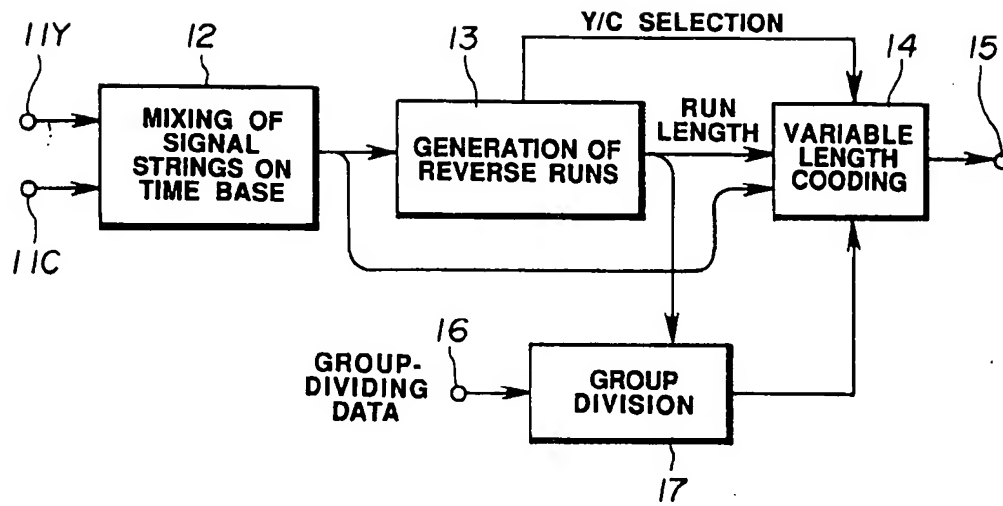 11Y
12
MIXING OF
SIGNAL
STRINGS ON
TIME BASE
11C
13
GENERATION OF
REVERSE RUNS
Y/C SELECTION
RUN
LENGTH
14
VARIABLE
LENGTH
COODING
15
16
GROUP-
DIVIDING
DATA
GROUP
DIVISION
17